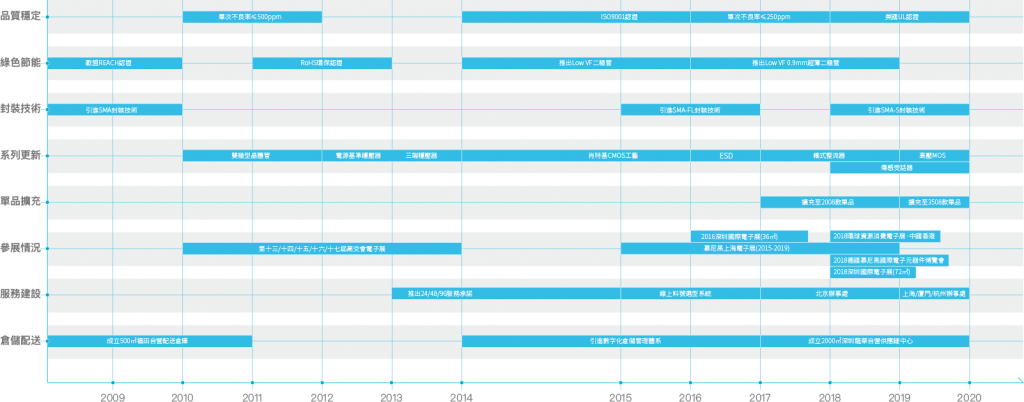 品質穩定
單次不良率≤500ppm
ISO9001認證
單次不良率≤250ppm
美國UL認證
綠色節能
歐盟REACH認證
RoHS環保認證
推出Low VF二極管
推出Low VF 0.9mm超薄二極管
封裝技術
引進SMA封裝技術
引進SMA-FL封裝技術
引進SMA-S封裝技術
系列更新
雙極型晶體管
電源基準穩壓器
三端穩壓器
肖特基CMOS工藝
ESD
橋式整流器
高壓MOS
傳感受話器
單品擴充
擴充至2008款單品
擴充至3508款單品
參展情況
第十三/十四/十五/十六/十七屆高交會電子展
2018深圳國際電子展(36㎡)
慕尼黑上海電子展(2015-2019)
2018環球資源消費電子展 -中國香港
2018德國慕尼黑國際電子元器件博覽會
2018深圳國際電子展(72㎡)
服務建設
推出24/48/96服務承諾
線上料號選型系統
北京辦事處
上海/廈門/杭州辦事處
倉儲配送
成立500㎡福田自營配送倉庫
引進數字化倉儲管理體系
成立2000㎡深圳龍華自營供應鏈中心
2009
2010
2011
2012
2013
2014
2015
2016
2017
2018
2019
2020